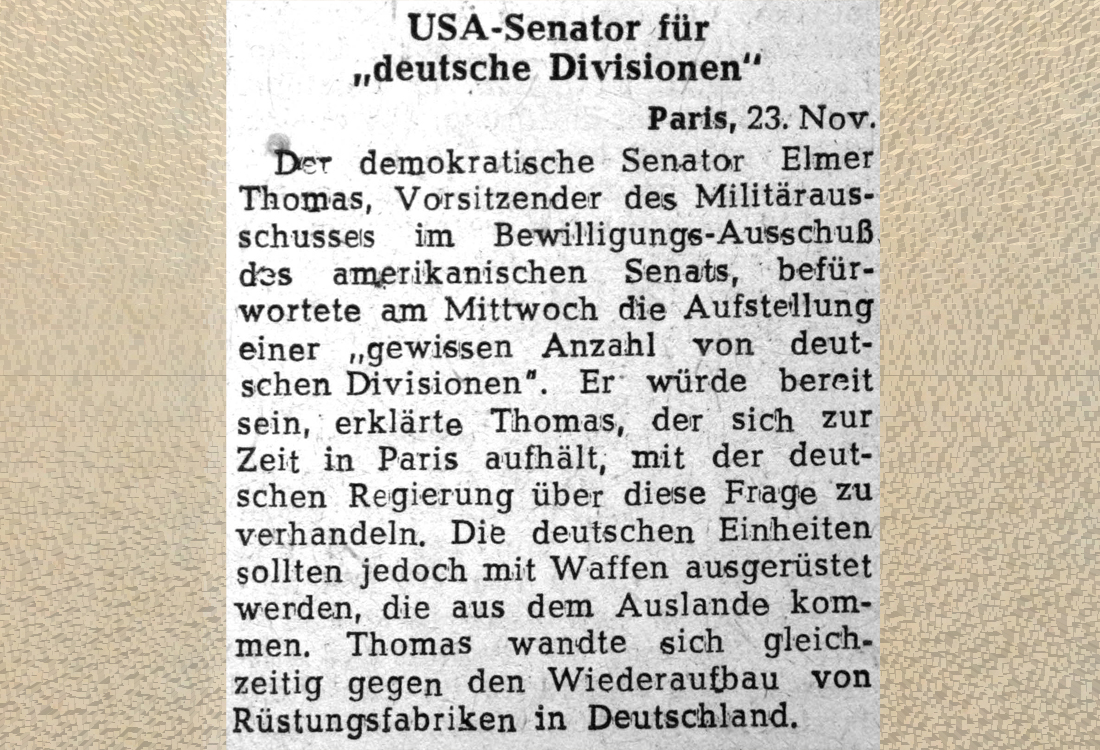 USA-Senator für
„deutsche Divisionen“
Paris, 23. Nov.
Der demokratische Senator Elmer
Thomas, Vorsitzender des Militäraus-
schusses im Bewilligungs-Ausschuß
des amerikanischen Senats, befür-
wortete am Mittwoch die Aufstellung
einer „gewissen Anzahl von deut-
schen Divisionen". Er würde bereit
sein, erklärte Thomas, der sich zur
Zeit in Paris aufhält, mit der deut-
schen Regierung über diese Frage zu
verhandeln. Die deutschen Einheiten
sollten jedoch mit Waffen ausgerüstet
werden, die aus dem Auslande kom-
men. Thomas wandte sich gleich-
zeitig gegen den Wiederaufbau von
Rüstungsfabriken in Deutschland.